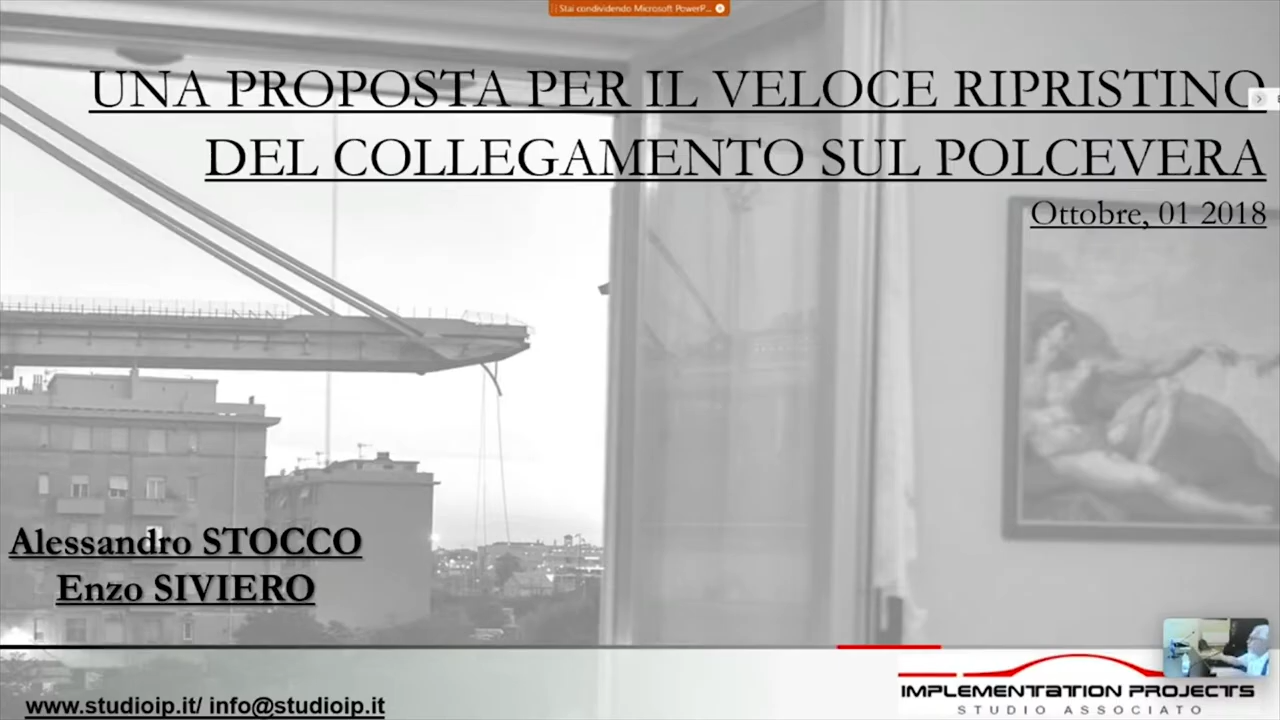 Stai condividendo Microsoft PowerP...
UNA PROPOSTA PER IL VELOCE RIPRISTINO
DEL COLLEGAMENTO SUL POLCEVERA
Ottobre, 01 2018
Alessandro STOCCO
Enzo SIVIERO
www.studioip.it/ info@studioip.it
IMPLEMENTATION PROJECTS
STUDIO ASSOCIATO